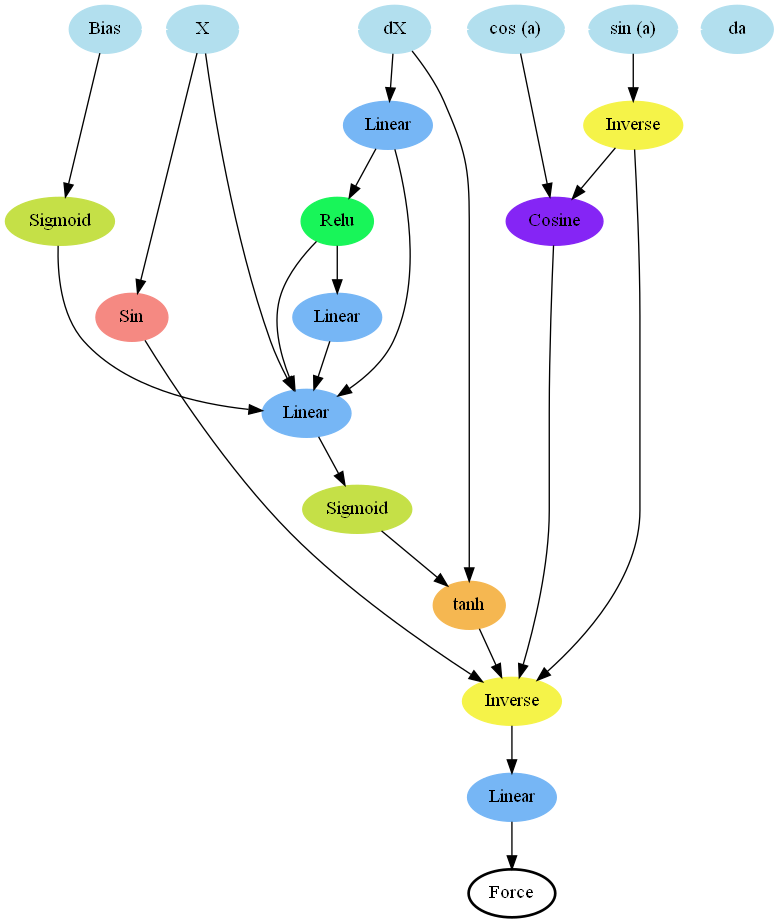 Bias
X
dX
cos (a)
sin (a)
da
Linear
Inverse
Sigmoid
Relu
Cosine
Sin
Linear
Linear
Sigmoid
tanh
Inverse
Linear
Force